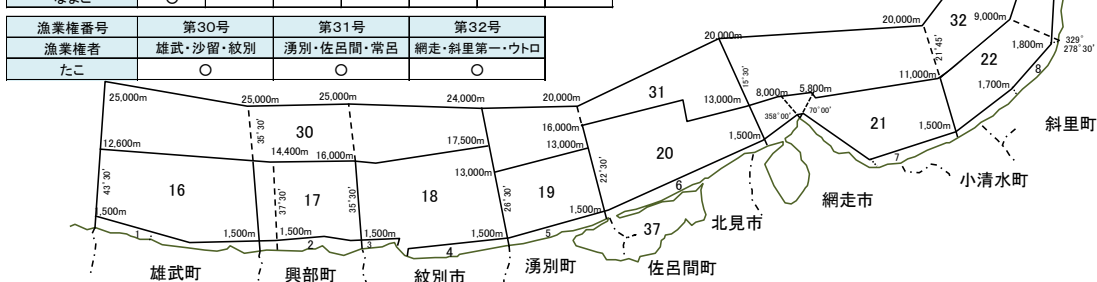 なまこ ○
漁業権番号 第30号 第31号 第32号
漁業権者 雄武・沙留・紋別 湧別・佐呂間・常呂 網走・斜里第一・ウトロ
たこ ○ ○ ○
20,000m 32 9,000m
20,000m 1,800m 329° 278°30′
21°45′ 22 8
25,000m 25,000m 25,000m 24,000m 20,000m 31 15°30′ 8,000m 5,800m 11,000m 1,700m
35°30′ 30 16,000m 13,000m 358°00′ 70°00′ 21 1,500m 斜里町
12,600m 14,400m 16,000m 17,500m 13,000m 20 1,500m
43°30′ 16 37°30′ 17 35°30′ 18 13,000m 19 22°30′ 7 小清水町
26°30′ 6 網走市
1,500m 1,500m 1,500m 1,500m 1,500m 1,500m 37 北見市
1 2 3 4 5
雄武町 興部町 紋別市 湧別町 佐呂間町